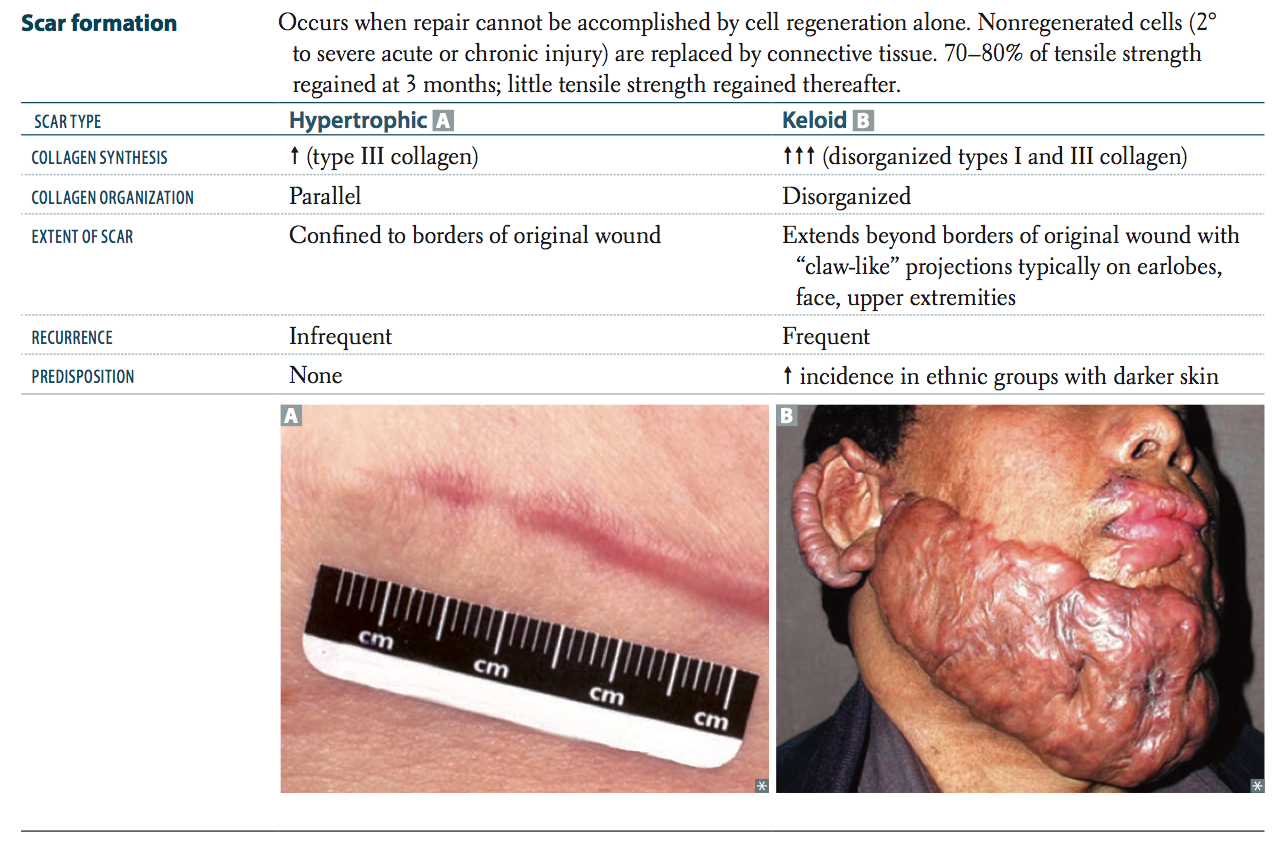 Scar formation
Occurs when repair cannot be accomplished by cell regeneration alone. Nonregenerated cells (2°
to severe acute or chronic injury) are replaced by connective tissue. 70–80% of tensile strength
regained at 3 months; little tensile strength regained thereafter.
SCAR TYPE Hypertrophic A Keloid B
COLLAGEN SYNTHESIS ↑ (type III collagen) ↑↑↑ (disorganized types I and III collagen)
COLLAGEN ORGANIZATION Parallel Disorganized
EXTENT OF SCAR Confined to borders of original wound Extends beyond borders of original wound with
“claw-like” projections typically on earlobes,
face, upper extremities
RECURRENCE Infrequent Frequent
PREDISPOSITION None ↑ incidence in ethnic groups with darker skin
A
B
cm
cm
cm
cm
*
*